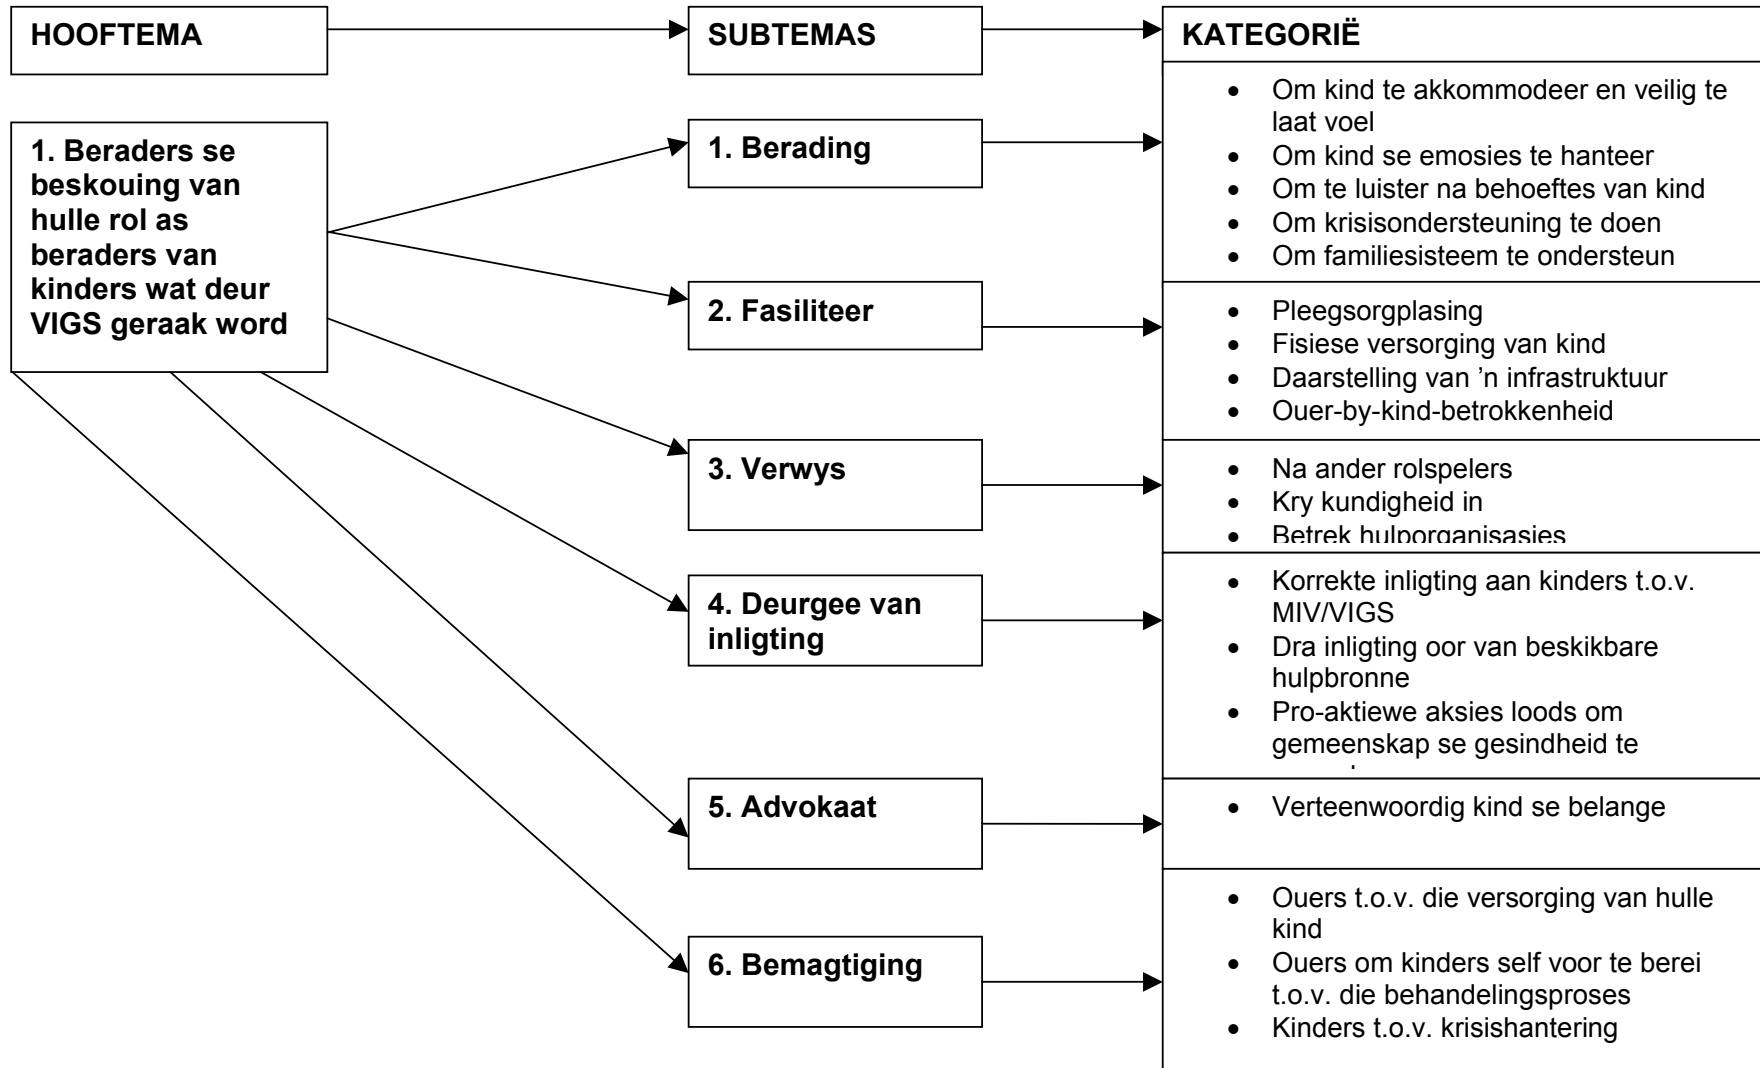 HOOFTEMA
SUBTEMAS
KATEGORIË
1. Beraders se
beskouing van
hulle rol as
beraders van
kinders wat deur
VIGS geraak word
1. Berading
• Om kind te akkommodeer en veilig te
laat voel
• Om kind se emosies te hanteer
• Om te luister na behoeftes van kind
• Om krisisondersteuning te doen
• Om familiesisteem te ondersteun
2. Fasiliteer
• Pleegsorgplasing
• Fisiese versorging van kind
• Daarstelling van ’n infrastruktuur
• Ouer-by-kind-betrokkenheid
3. Verwys
• Na ander rolspelers
• Kry kundigheid in
• Betrek hulporganisasies
4. Deurgee van
inligting
• Korrekte inligting aan kinders t.o.v.
MIV/VIGS
• Dra inligting oor van beskikbare
hulpbronne
• Pro-aktiewe aksies loods om
gemeenskap se gesindheid te
5. Advokaat
• Verteenwoordig kind se belange
6. Bemagtiging
• Ouers t.o.v. die versorging van hulle
kind
• Ouers om kinders self voor te berei
t.o.v. die behandelingsproses
• Kinders t.o.v. krisishantering